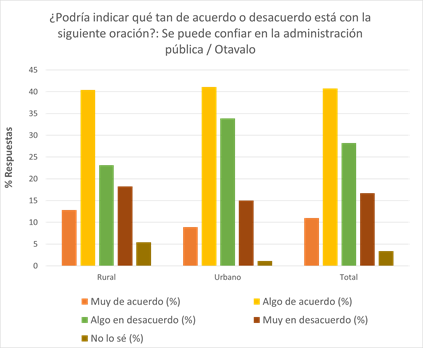 ¿Podría indicar qué tan de acuerdo o desacuerdo está con la
siguiente oración?: Se puede confiar en la administración
pública / Otavalo
% Respuestas
45
40
35
30
25
20
15
10
5
0
Rural
Urbano
Total
Muy de acuerdo (%)
Algo de acuerdo (%)
Algo en desacuerdo (%)
Muy en desacuerdo (%)
No lo sé (%)